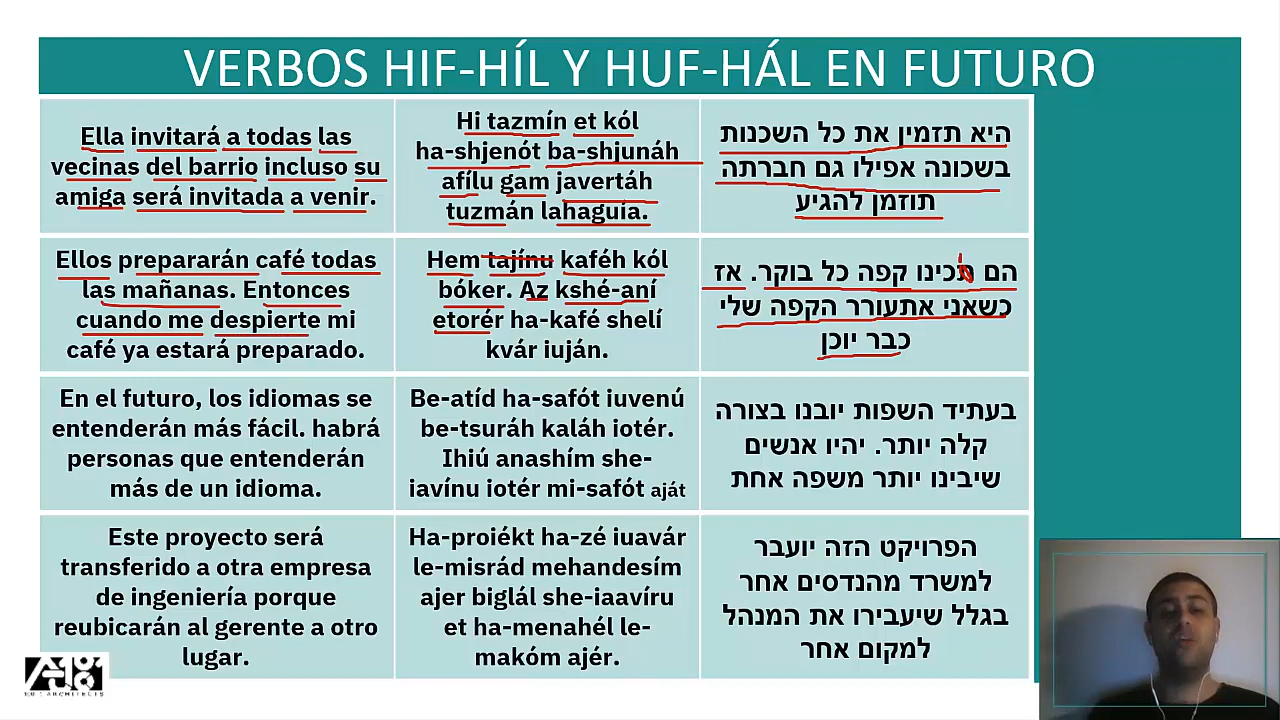 VERBOS HIF-HÍL Y HUF-HÁL EN FUTURO
Ella invitará a todas las
vecinas del barrio incluso su
amiga será invitada a venir.
Hi tazmín et kól
ha-shjenót ba-shjunáh
afílu gam javertáh
tuzmán lahaguía.
היא תזמין את כל השכנות
בשכונה אפילו גם חברתה
תוזמן להגיע
Ellos prepararán café todas
las mañanas. Entonces
cuando me despierte mi
café ya estará preparado.
Hem tajínu kaféh kól
bóker. Az kshé-aní
etorér ha-kafé shelí
kvár iuján.
הם תכינו קפה כל בוקר. אז
כשאני אתעורר הקפה שלי
כבר יוכן
En el futuro, los idiomas se
entenderán más fácil. habrá
personas que entenderán
más de un idioma.
Be-atíd ha-safót iuvenú
be-tsuráh kaláh iotér.
Ihiú anashím she-
iavínu iotér mi-safót aját
בעתיד השפות יובנו בצורה
קלה יותר. יהיו אנשים
שיבינו יותר משפה אחת
Este proyecto será
transferido a otra empresa
de ingeniería porque
reubicarán al gerente a otro
lugar.
Ha-proiékt ha-zé iuavár
le-misrád mehandesím
ajer biglál she-iaavíru
et ha-menahél le-
makóm ajér.
הפרויקט הזה יועבר
למשרד מהנדסים אחר
בגלל שיעבירו את המנהל
למקום אחר